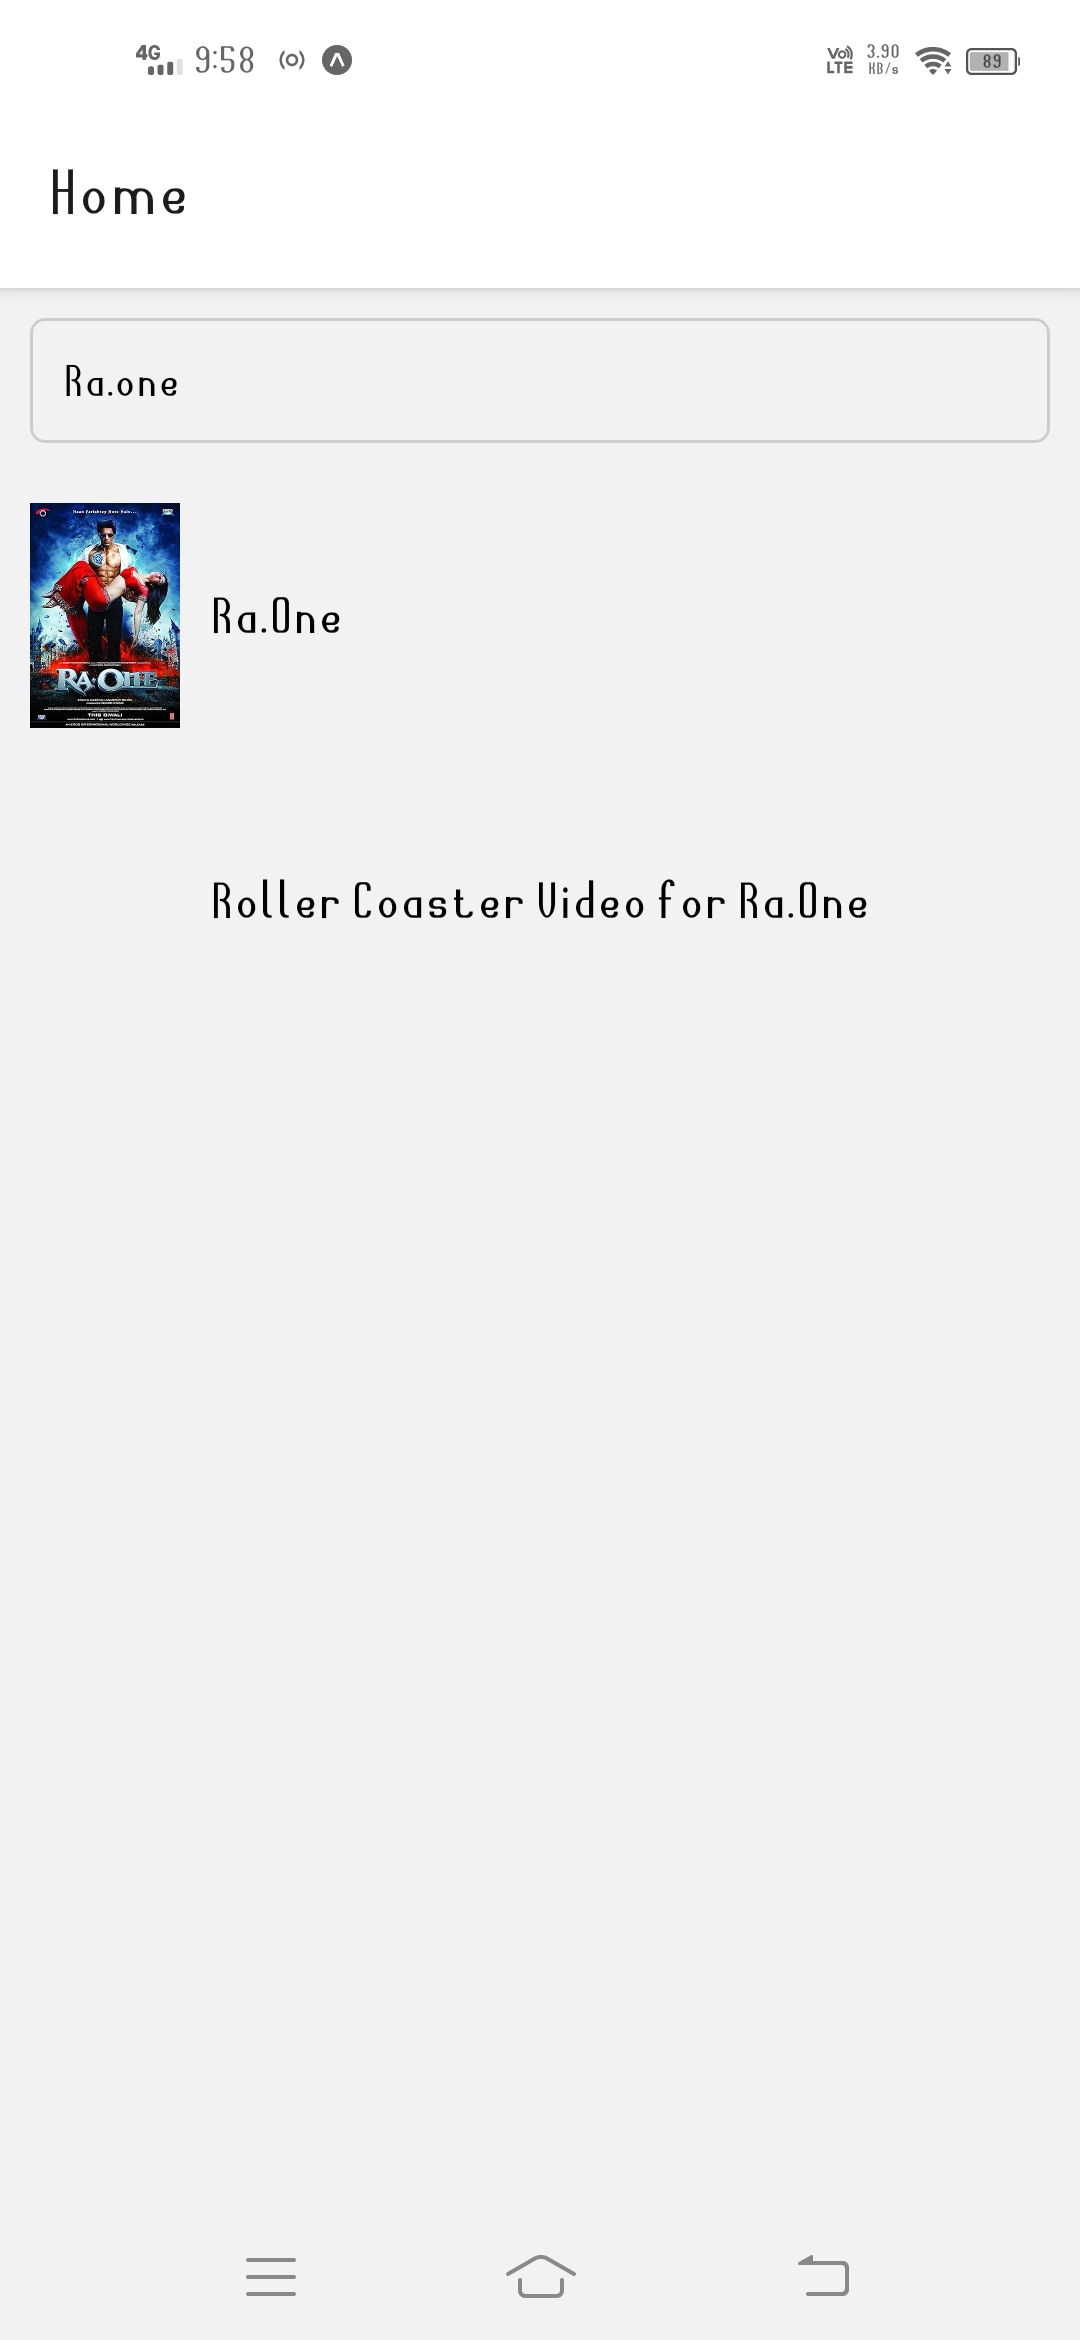 4G 9:58 Vo) LTE 3.90 KB/s 89
Home
Ra.one
RA.ONE
THIS DIWALI
Ra.One
Roller Coaster Video for Ra.One